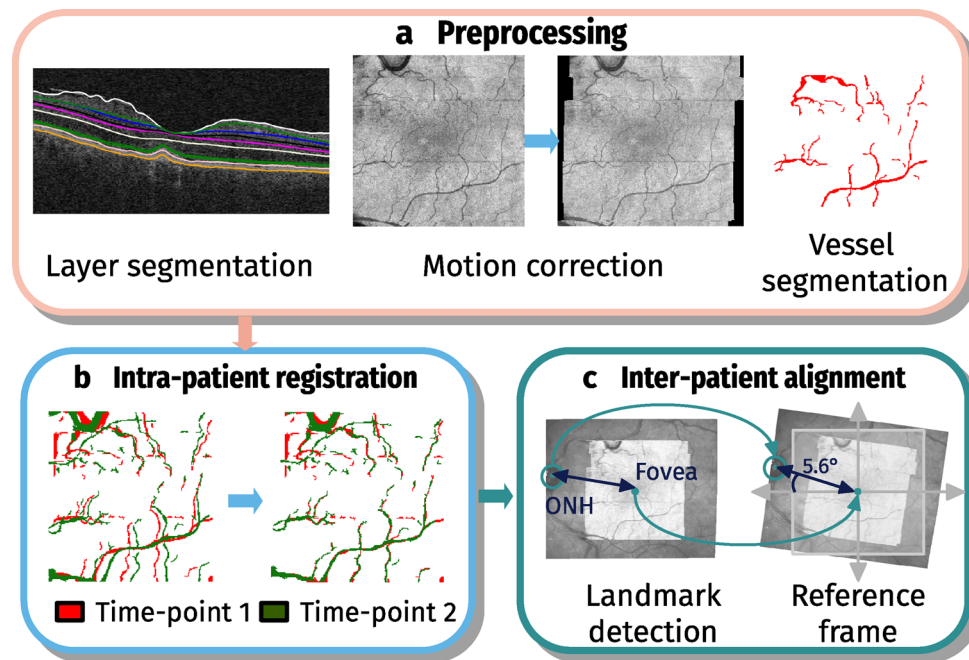 a Preprocessing
Layer segmentation
Motion correction
Vessel
segmentation
b Intra-patient registration
Time-point 1
Time-point 2
c Inter-patient alignment
Fovea
ONH
5.6°
Landmark
detection
Reference
frame